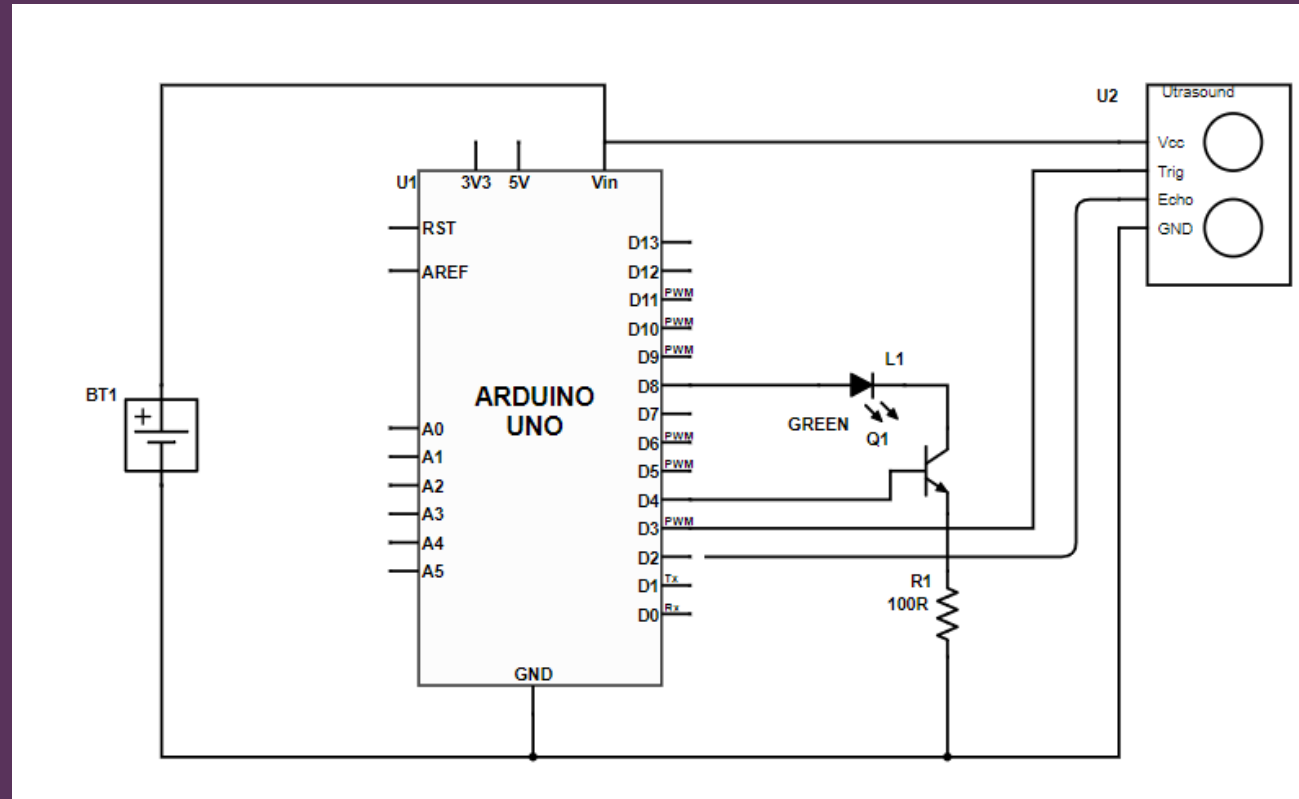 U2
Utrasound
Vcc
Trig
Echo
GND
U1
3V3
5V
Vin
RST
AREF
D13
D12
D11 PWM
D10 PWM
D9 PWM
D8
D7
D6 PWM
D5 PWM
D4
D3 PWM
D2
D1 Tx
D0 Rx
ARDUINO
UNO
A0
A1
A2
A3
A4
A5
GND
BT1
+
L1
GREEN
Q1
R1
100R